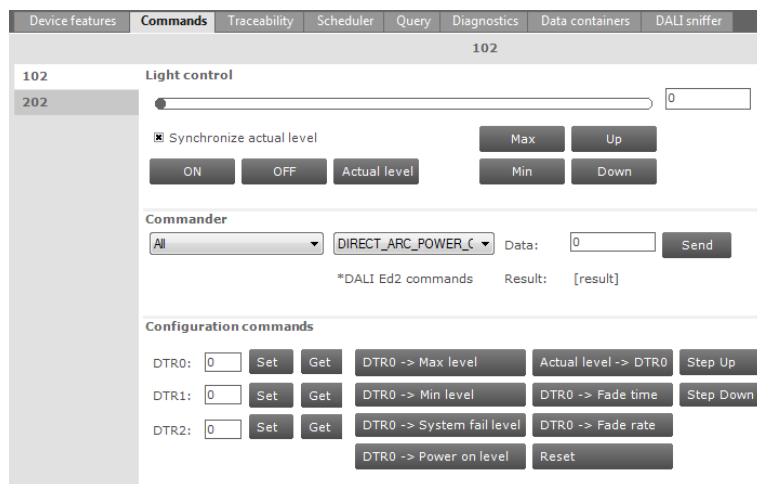 Device features Commands Traceability Scheduler Query Diagnostics Data containers DALI sniffer
102
102 Light control
202 0
Synchronize actual level Max Up
ON OFF Actual level Min Down
Commander
All DIRECT_ARC_POWER_C Data: 0 Send
*DALI Ed2 commands Result: [result]
Configuration commands
DTR0: 0 Set Get DTR0 -> Max level Actual level -> DTR0 Step Up
DTR1: 0 Set Get DTR0 -> Min level DTR0 -> Fade time Step Down
DTR2: 0 Set Get DTR0 -> System fail level DTR0 -> Fade rate
DTR0 -> Power on level Reset